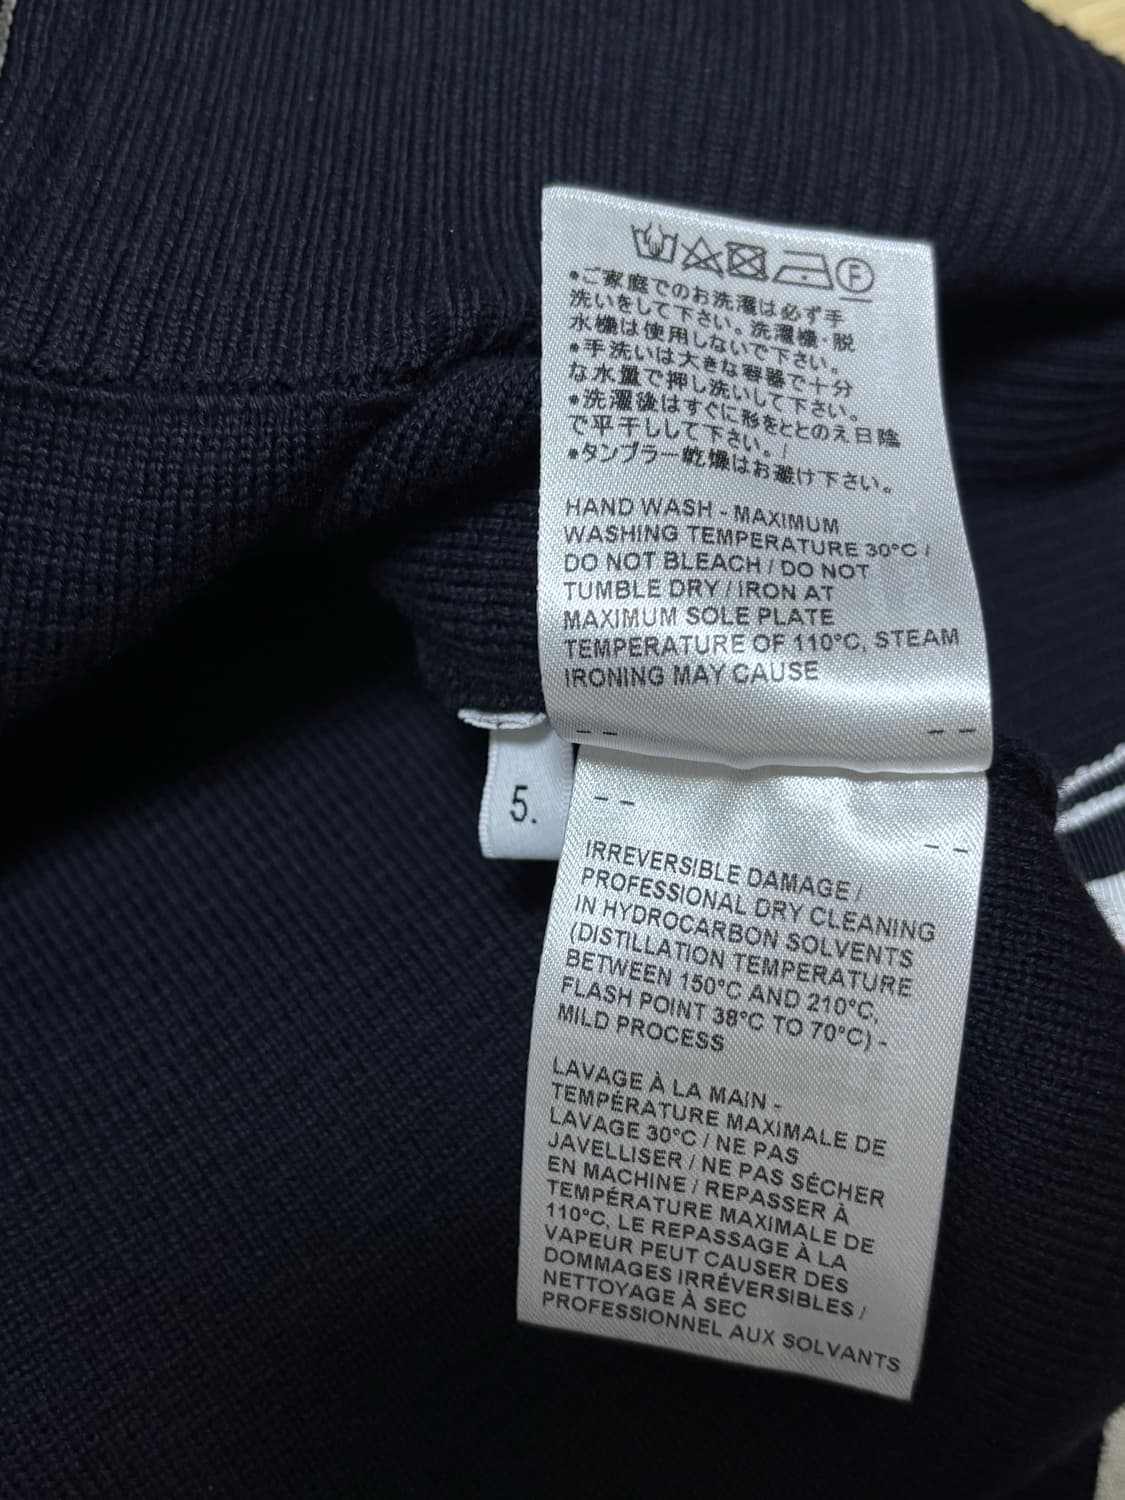 F
•ご家庭でのお洗濯は必ず手
洗いをして下さい。洗濯機・脱
水機は使用しないで下さい。
•手洗いは大きな容器で十分
な水量で押し洗いして下さい。
•洗濯後はすぐに形をととのえ日陰
で平干しして下さい。
•タンブラー乾燥はお避け下さい。
HAND WASH - MAXIMUM
WASHING TEMPERATURE 30°C /
DO NOT BLEACH / DO NOT
TUMBLE DRY / IRON AT
MAXIMUM SOLE PLATE
TEMPERATURE OF 110°C, STEAM
IRONING MAY CAUSE
5.
IRREVERSIBLE DAMAGE /
PROFESSIONAL DRY CLEANING
IN HYDROCARBON SOLVENTS
(DISTILLATION TEMPERATURE
BETWEEN 150°C AND 210°C,
FLASH POINT 38°C TO 70°C) -
MILD PROCESS
LAVAGE À LA MAIN -
TEMPÉRATURE MAXIMALE DE
LAVAGE 30°C / NE PAS
JAVELLISER / NE PAS SÉCHER
EN MACHINE / REPASSER À
TEMPÉRATURE MAXIMALE DE
110°C, LE REPASSAGE À LA
VAPEUR PEUT CAUSER DES
DOMMAGES IRRÉVERSIBLES /
NETTOYAGE À SEC
PROFESSIONNEL AUX SOLVANTS